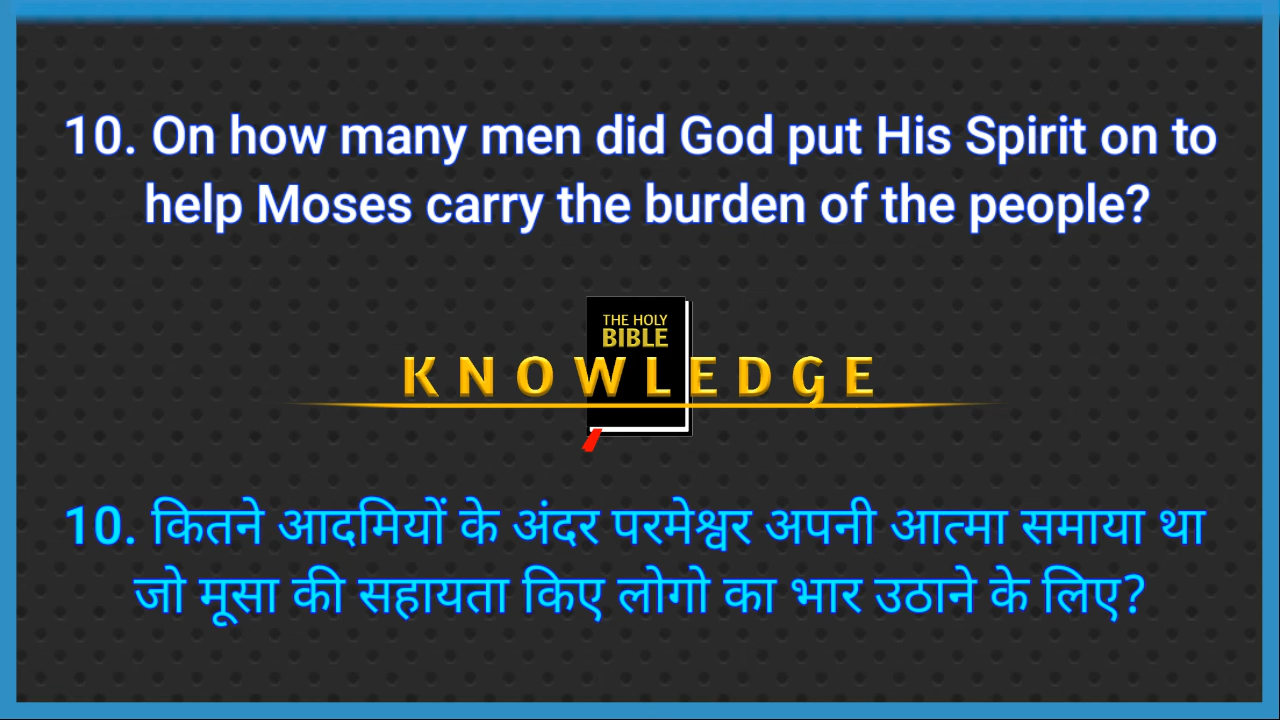 10. On how many men did God put His Spirit on to
help Moses carry the burden of the people?
THE HOLY
BIBLE
KNOWLEDGE
10. कितने आदमियों के अंदर परमेश्वर अपनी आत्मा समाया था
जो मूसा की सहायता किए लोगो का भार उठाने के लिए?